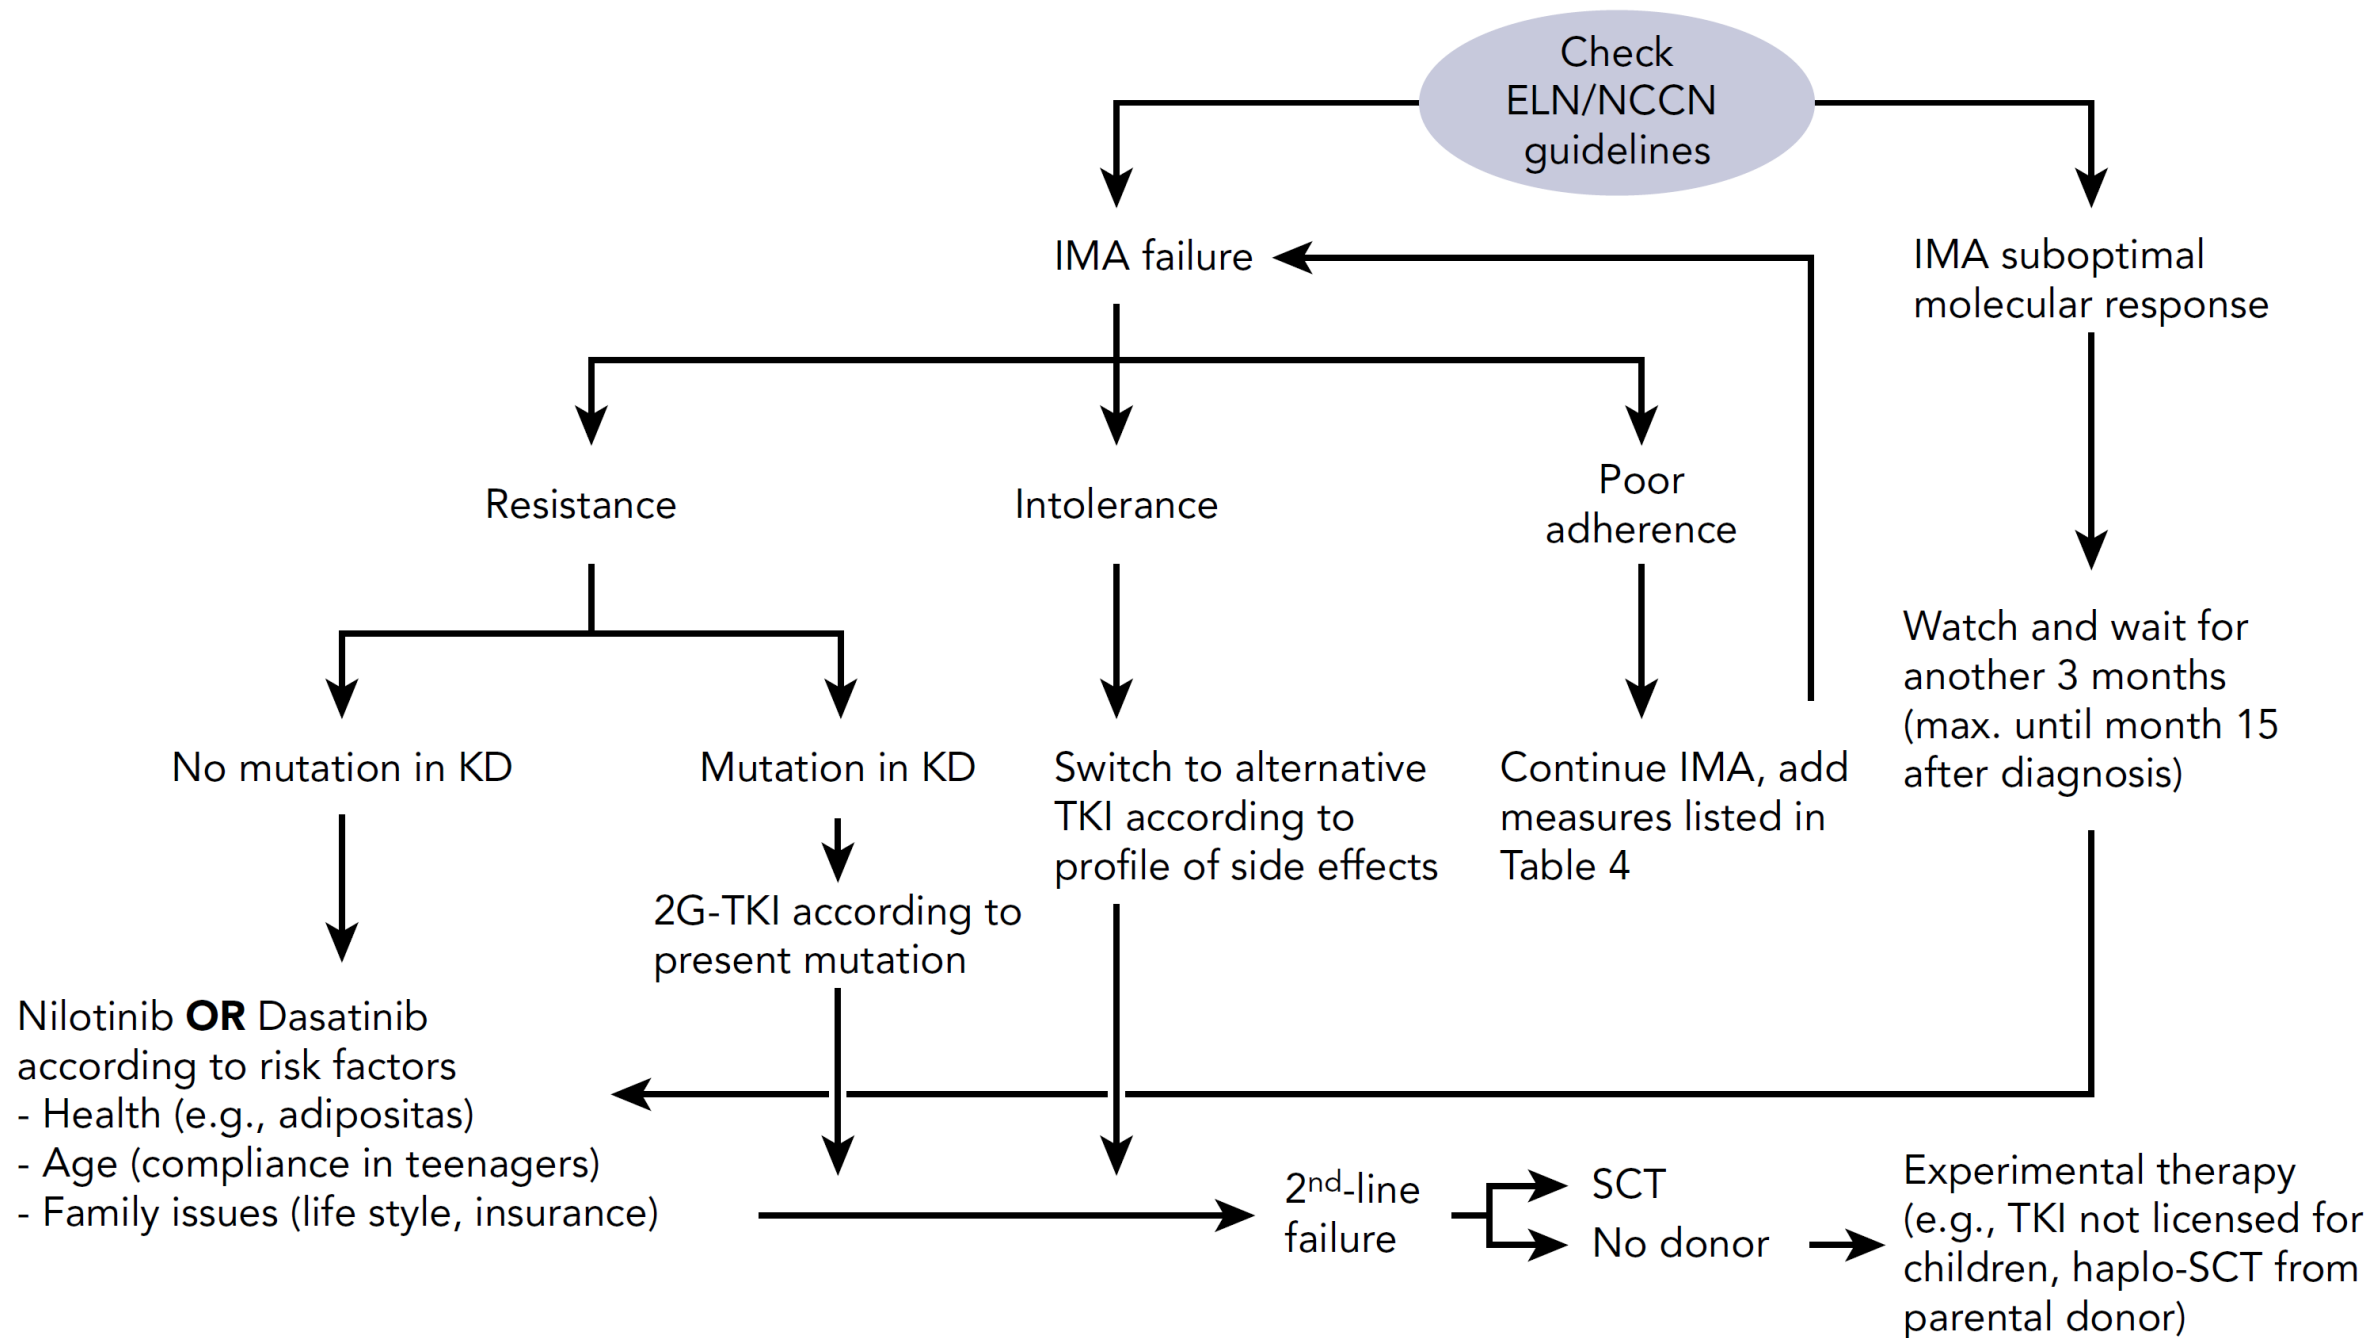 Check
ELN/NCCN
guidelines
IMA failure
IMA suboptimal
molecular response
Resistance
Intolerance
Poor
adherence
Watch and wait for
another 3 months
(max. until month 15
after diagnosis)
No mutation in KD
Mutation in KD
Switch to alternative
TKI according to
profile of side effects
Continue IMA, add
measures listed in
Table 4
2G-TKI according to
present mutation
Nilotinib OR Dasatinib
according to risk factors
- Health (e.g., adipositas)
- Age (compliance in teenagers)
- Family issues (life style, insurance)
2nd-line
failure
SCT
No donor
Experimental therapy
(e.g., TKI not licensed for
children, haplo-SCT from
parental donor)